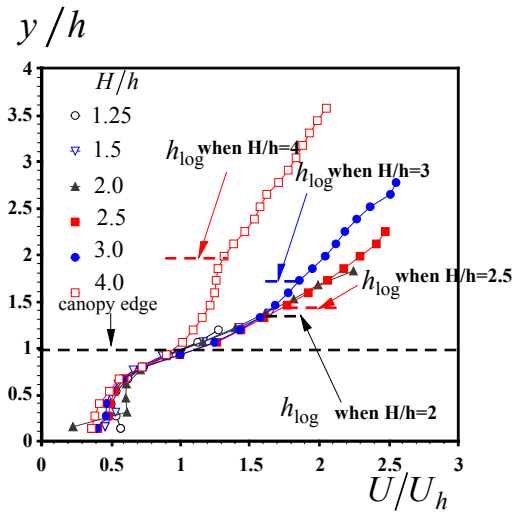 y/h
H/h
1.25
1.5
2.0
2.5
3.0
4.0
canopy edge
h_log when H/h=4
h_log when H/h=3
h_log when H/h=2.5
h_log when H/h=2
4
3.5
3
2.5
2
1.5
1
0.5
0
0 0.5 1.0 1.5 2 2.5 3
U/U_h